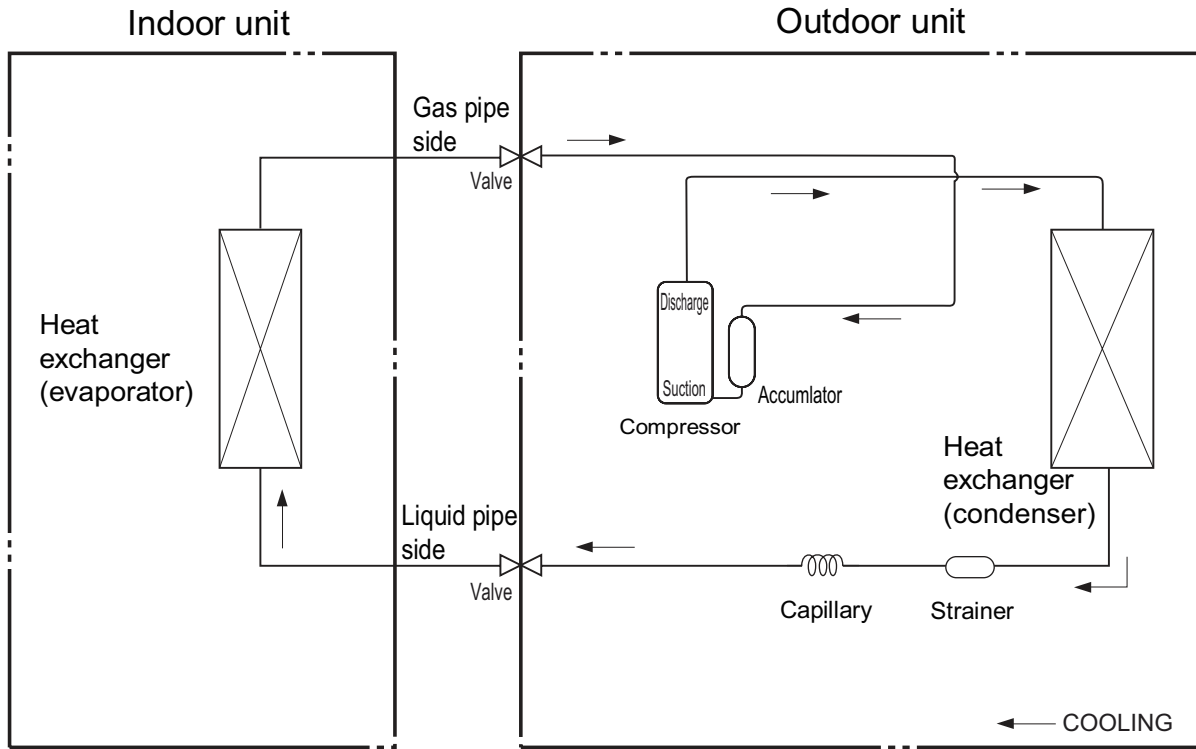 Indoor unit
Outdoor unit
Gas pipe
side
Valve
Discharge
Suction
Accumlator
Compressor
Heat
exchanger
(evaporator)
Heat
exchanger
(condenser)
Liquid pipe
side
Valve
Capillary
Strainer
COOLING